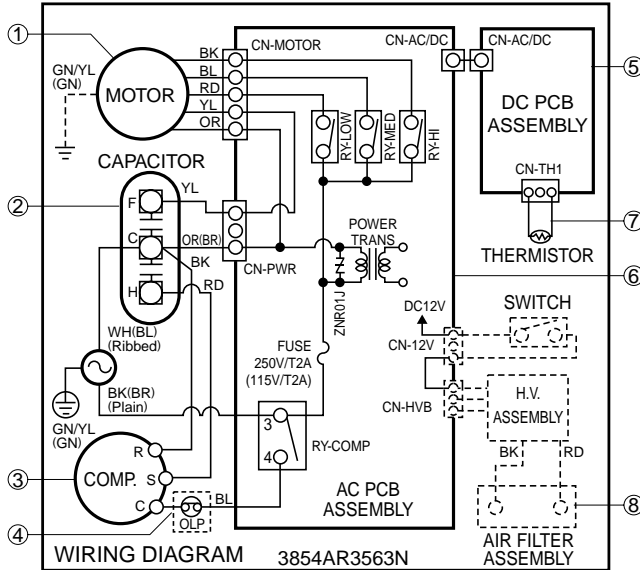 1
GN/YL
(GN)
MOTOR
BK
BL
RD
YL
OR
CN-MOTOR
CN-AC/DC
CN-AC/DC
5
DC PCB
ASSEMBLY
RY-LOW
RY-MED
RY-HI
CN-TH1
7
THERMISTOR
CAPACITOR
2
F
YL
C
OR(BR)
BK
H
RD
CN-PWR
POWER
TRANS
ZNR01J
6
WH(BL)
(Ribbed)
FUSE
250V/T2A
(115V/T2A)
DC12V
CN-12V
SWITCH
BK(BR)
(Plain)
GN/YL
(GN)
CN-HVB
H.V.
ASSEMBLY
BK
RD
3
4
RY-COMP
3
COMP.
R
S
C
4
OLP
BL
AC PCB
ASSEMBLY
8
AIR FILTER
ASSEMBLY
WIRING DIAGRAM
3854AR3563N